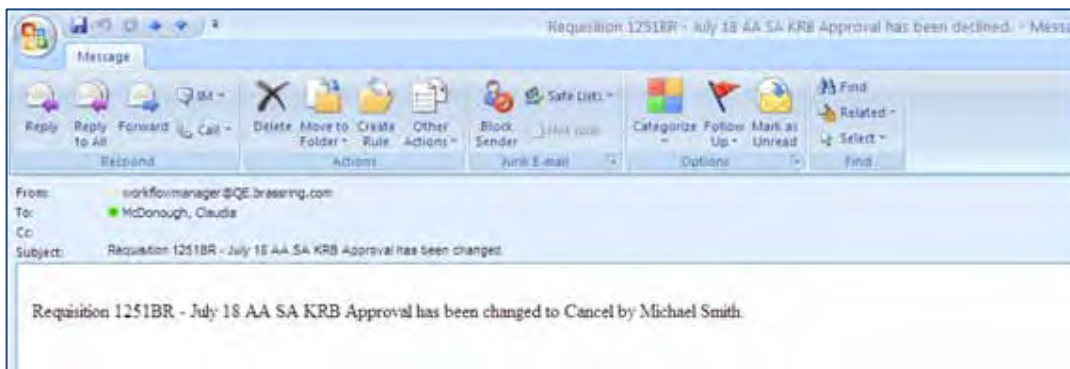 Requisition 1251BR - July 18 AA SA KRB Approval has been declined. - Messa
Message
Reply
Reply to All
Forward
IM
Call
Respond
Delete
Move to Folder
Create Rule
Other Actions
Actions
Block Sender
Safe Lists
Not Junk
Junk E-mail
Categorize
Follow Up
Mark as Unread
Options
Find
Related
Select
Find
From: workflowmanager@QE.brassring.com
To: McDonough, Claudia
Cc:
Subject: Requisition 1251BR - July 18 AA SA KRB Approval has been changed.
Requisition 1251BR - July 18 AA SA KRB Approval has been changed to Cancel by Michael Smith.